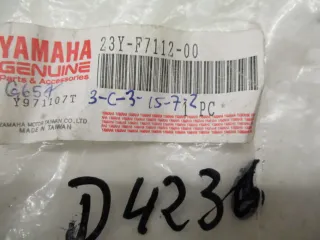 YAMAHA
GENUINE
Parts & Accessories
23Y-F7112-00
G654
Y971107T
3-C-3-15-7
PC
YAMAHA MOTOR TAIWAN CO.,LTD
MADE IN TAIWAN
D4236